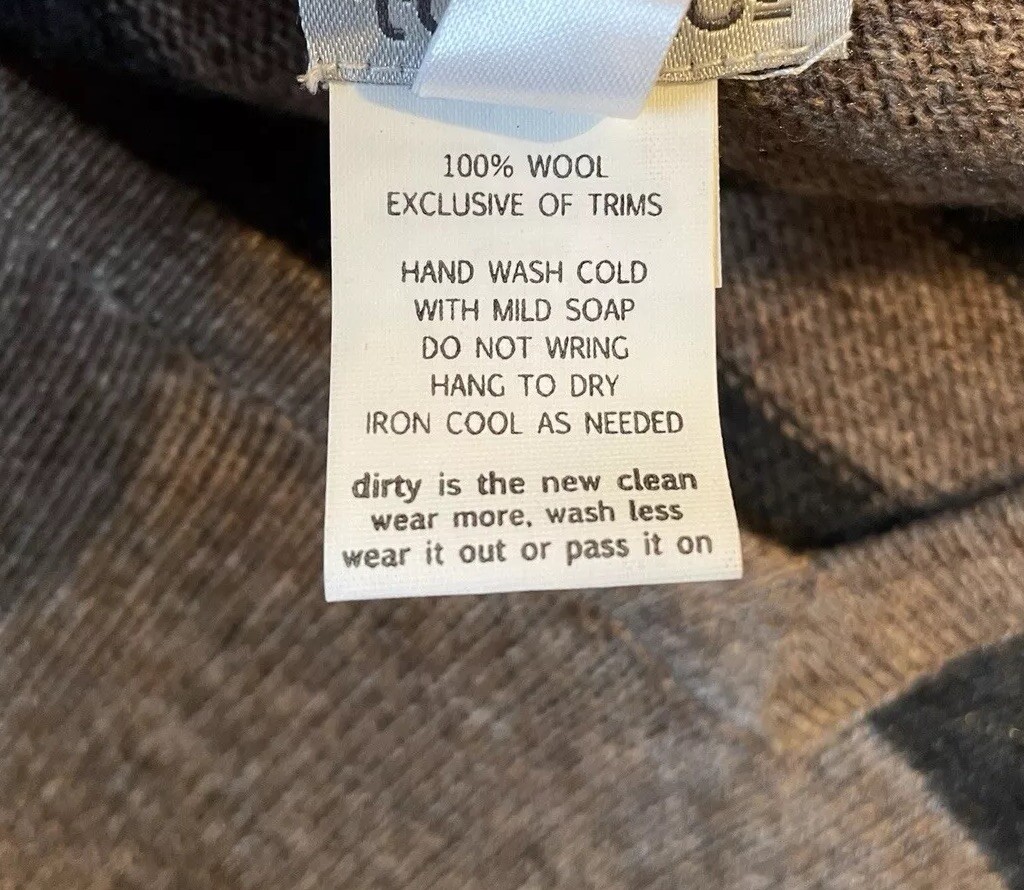 100% WOOL
EXCLUSIVE OF TRIMS
HAND WASH COLD
WITH MILD SOAP
DO NOT WRING
HANG TO DRY
IRON COOL AS NEEDED
dirty is the new clean
wear more, wash less
wear it out or pass it on